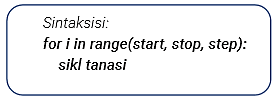 Sintaksisi:
for i in range(start, stop, step):
sikl tanasi